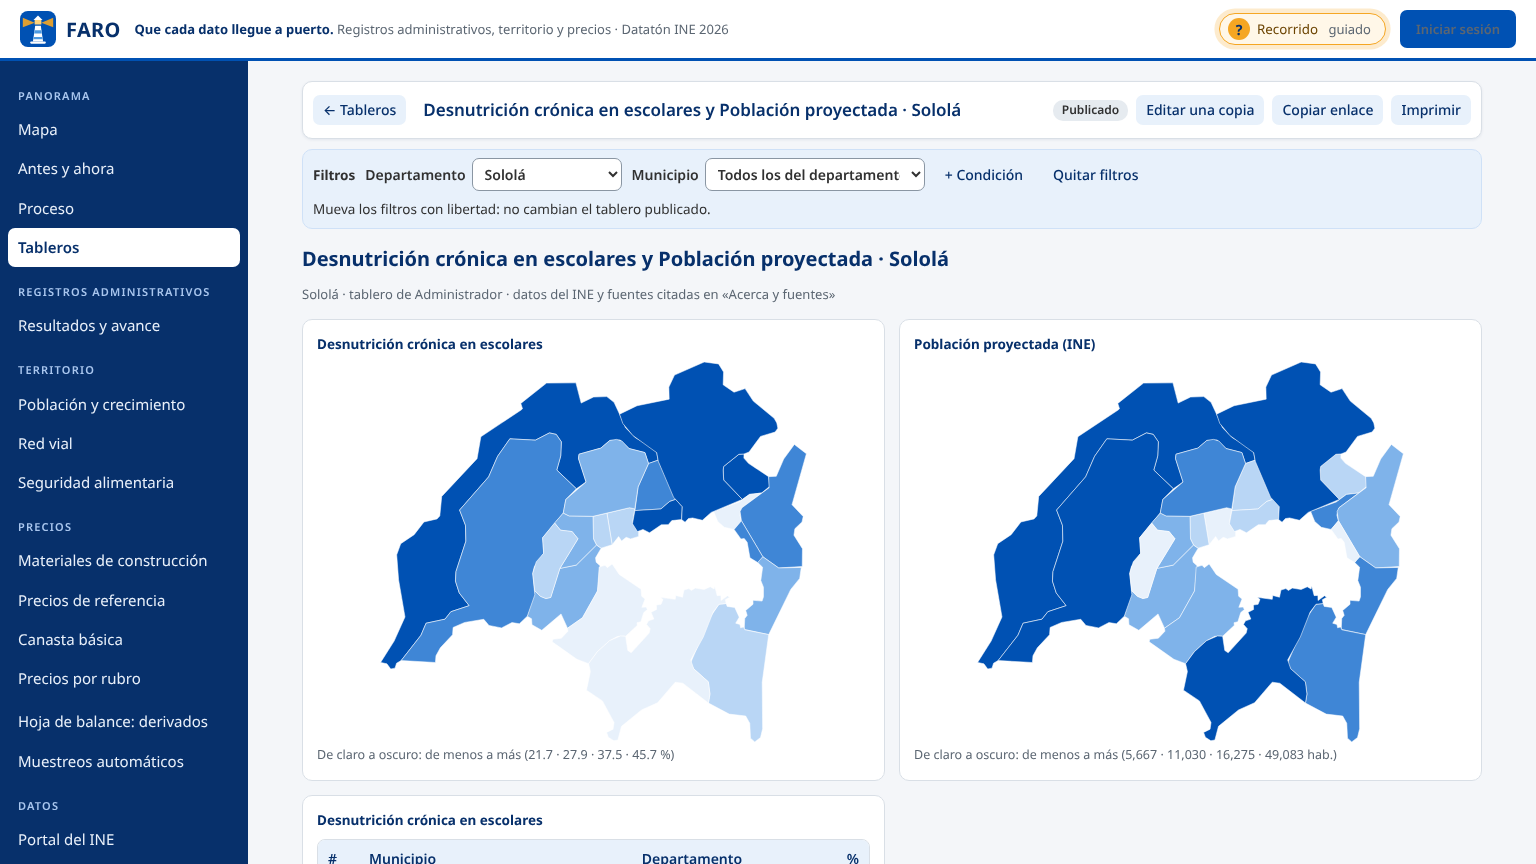 FARO
Que cada dato llegue a puerto. Registros administrativos, territorio y precios · Datatón INE 2026
? Recorrido guiado
Iniciar sesión
PANORAMA
Mapa
Antes y ahora
Proceso
Tableros
REGISTROS ADMINISTRATIVOS
Resultados y avance
TERRITORIO
Población y crecimiento
Red vial
Seguridad alimentaria
PRECIOS
Materiales de construcción
Precios de referencia
Canasta básica
Precios por rubro
Hoja de balance: derivados
Muestreos automáticos
DATOS
Portal del INE
← Tableros
Desnutrición crónica en escolares y Población proyectada · Sololá
Publicado
Editar una copia
Copiar enlace
Imprimir
Filtros Departamento Sololá Municipio Todos los del departament + Condición Quitar filtros
Mueva los filtros con libertad: no cambian el tablero publicado.
Desnutrición crónica en escolares y Población proyectada · Sololá
Sololá · tablero de Administrador · datos del INE y fuentes citadas en «Acerca y fuentes»
Desnutrición crónica en escolares
De claro a oscuro: de menos a más (21.7 · 27.9 · 37.5 · 45.7 %)
Población proyectada (INE)
De claro a oscuro: de menos a más (5,667 · 11,030 · 16,275 · 49,083 hab.)
Desnutrición crónica en escolares
# Municipio Departamento %